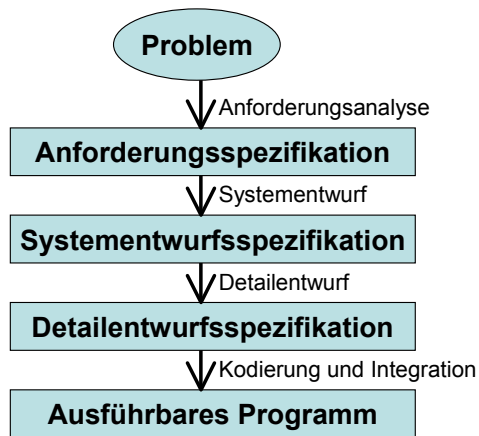 Problem
Anforderungsanalyse
Anforderungsspezifikation
Systementwurf
Systementwurfsspezifikation
Detailentwurf
Detailentwurfsspezifikation
Kodierung und Integration
Ausführbares Programm